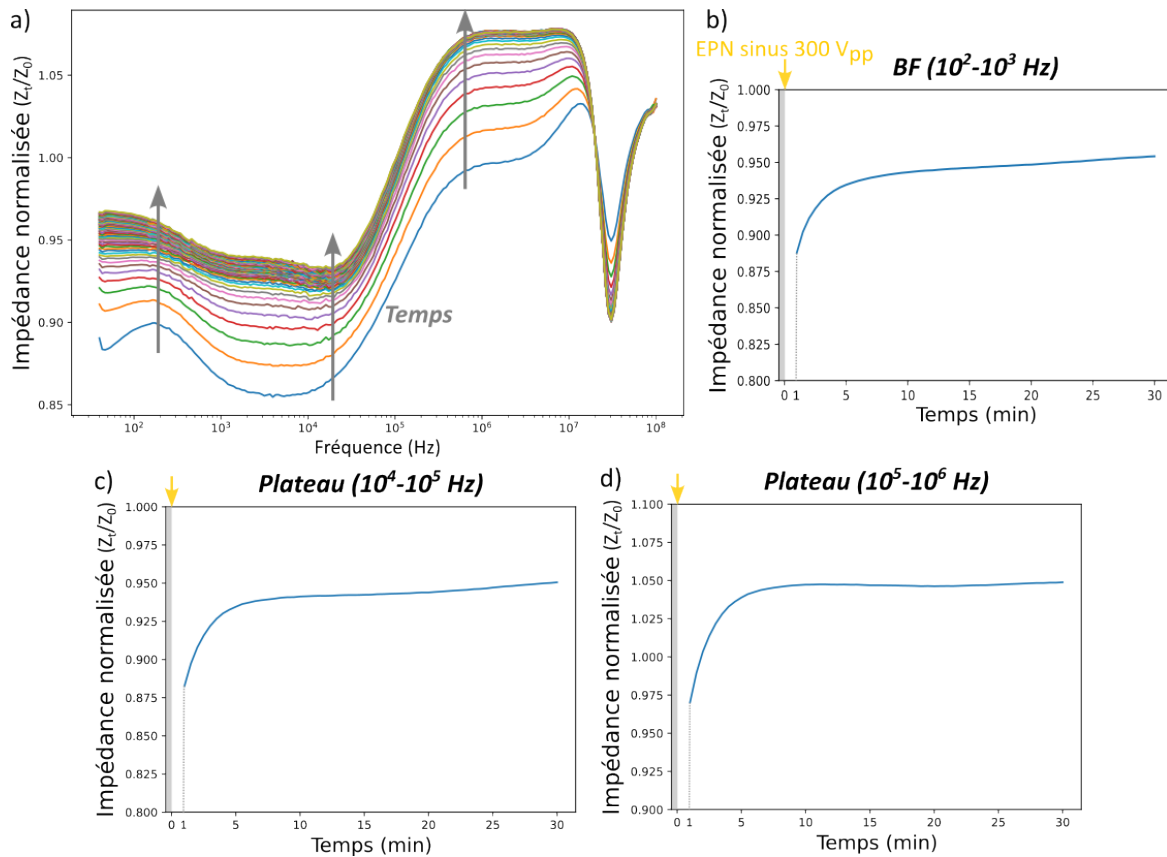 a)
Impédance normalisée (Zt/Z0)
1.05
1.00
0.95
0.90
0.85
Temps
10² 10³ 10⁴ 10⁵ 10⁶ 10⁷ 10⁸
Fréquence (Hz)
b)
EPN sinus 300 Vpp
BF (10²-10³ Hz)
Impédance normalisée (Zt/Z0)
1.000
0.975
0.950
0.925
0.900
0.875
0.850
0.825
0.800
0 1 5 10 15 20 25 30
Temps (min)
c)
Plateau (10⁴-10⁵ Hz)
Impédance normalisée (Zt/Z0)
1.000
0.975
0.950
0.925
0.900
0.875
0.850
0.825
0.800
0 1 5 10 15 20 25 30
Temps (min)
d)
Plateau (10⁵-10⁶ Hz)
Impédance normalisée (Zt/Z0)
1.100
1.075
1.050
1.025
1.000
0.975
0.950
0.925
0.900
0 1 5 10 15 20 25 30
Temps (min)